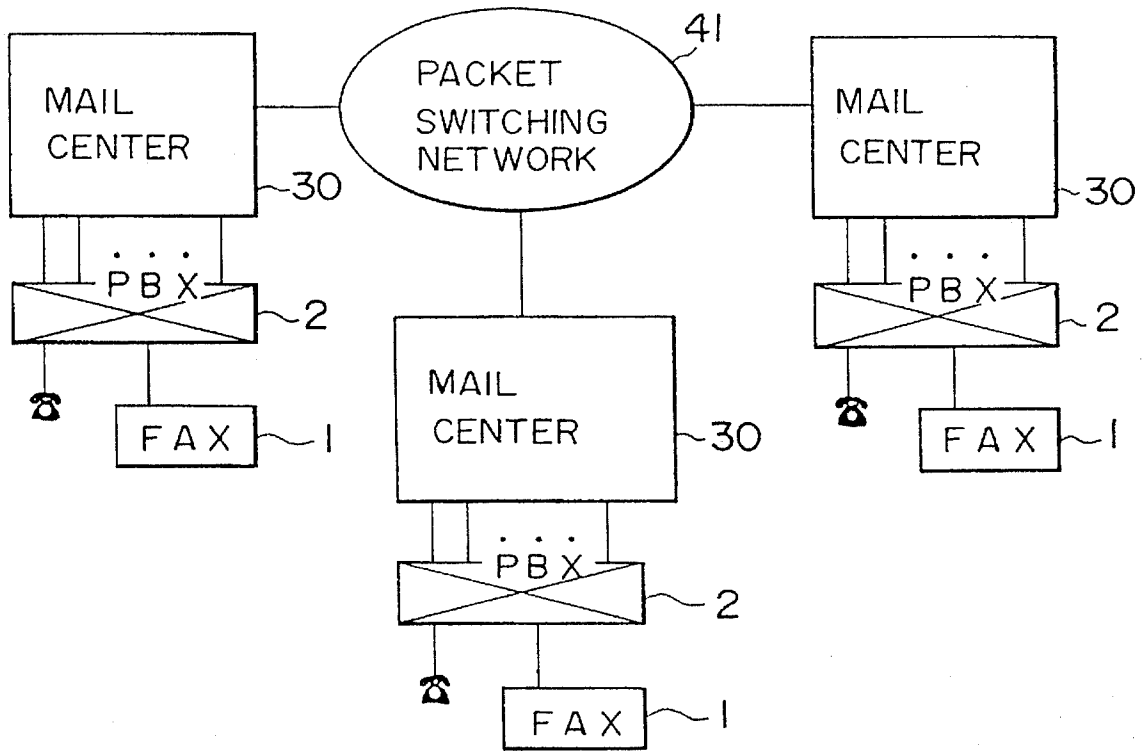 41
PACKET
SWITCHING
NETWORK
MAIL
CENTER
30
PBX
2
FAX
1
MAIL
CENTER
30
PBX
2
FAX
1
MAIL
CENTER
30
PBX
2
FAX
1